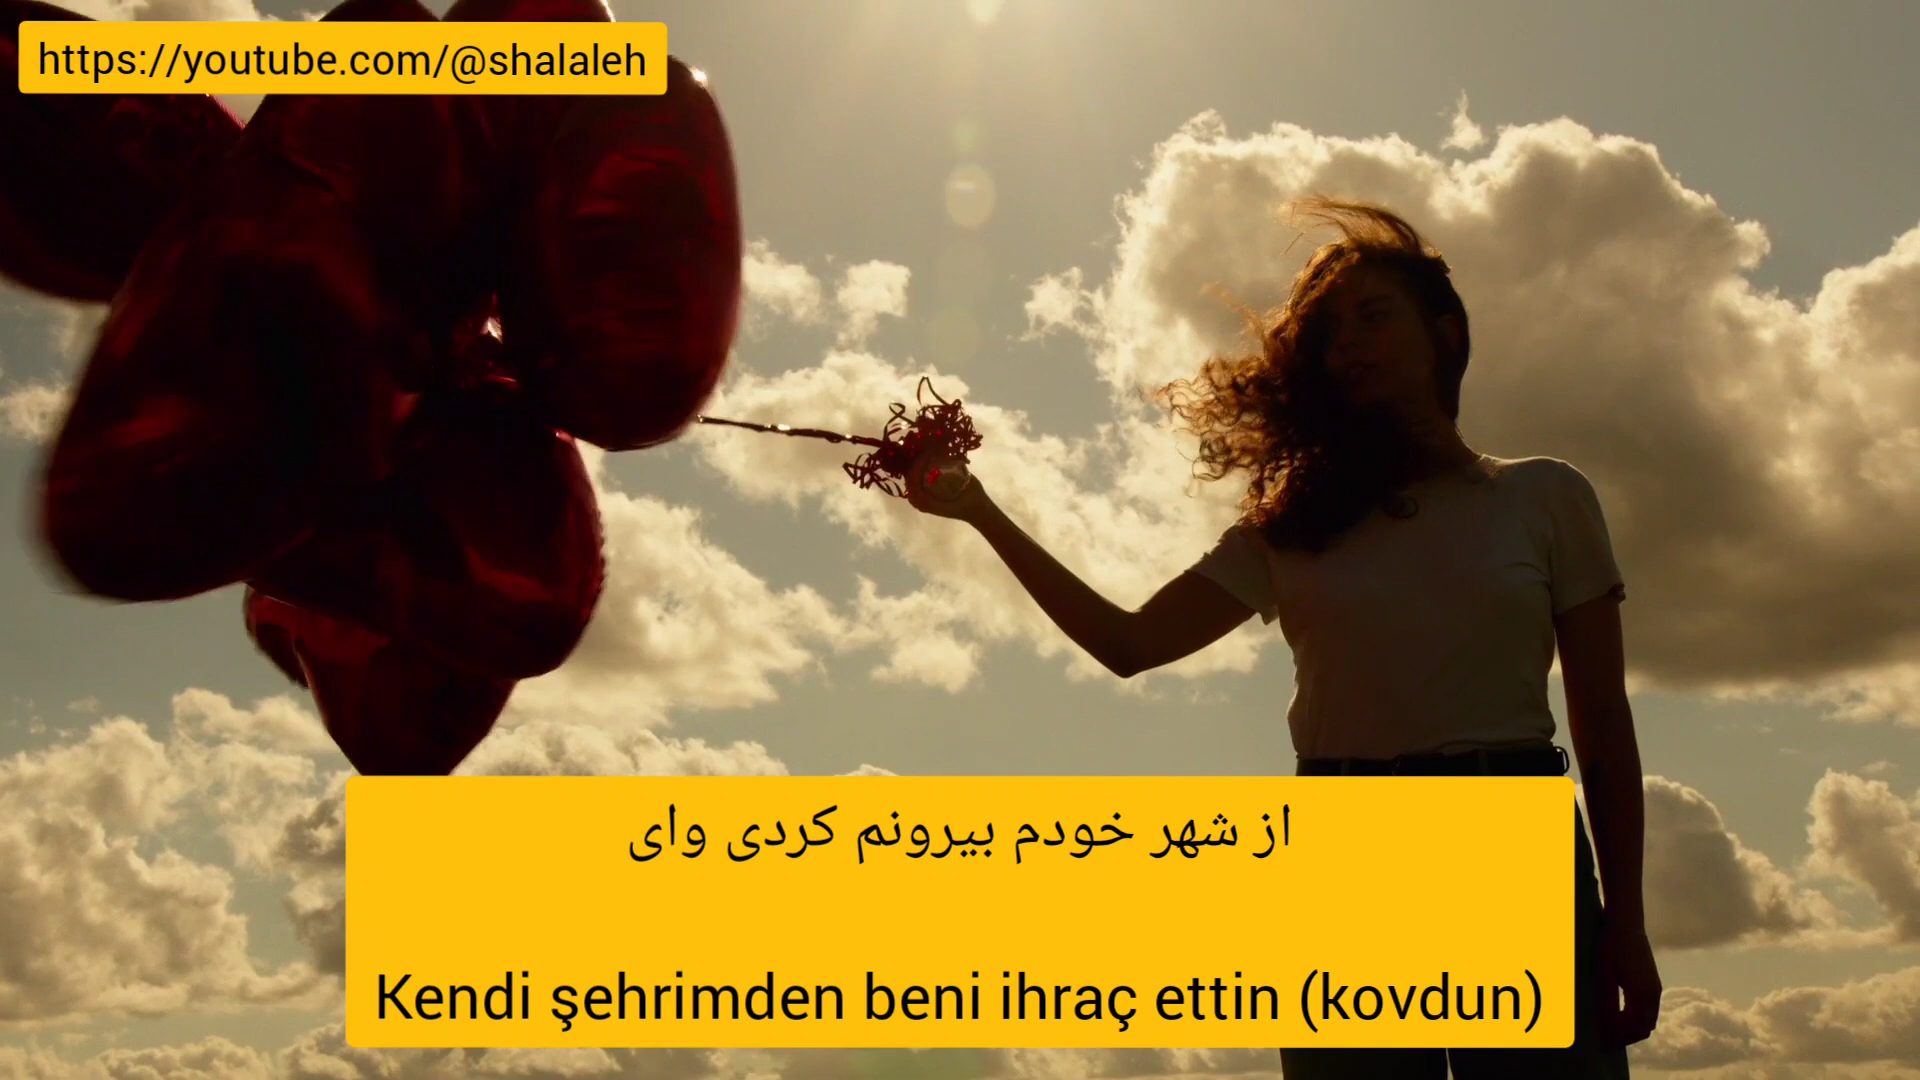 https://youtube.com/@shalaleh
از شهر خودم بیرونم کردی وای
Kendi şehrimden beni ihraç ettin (kovdun)